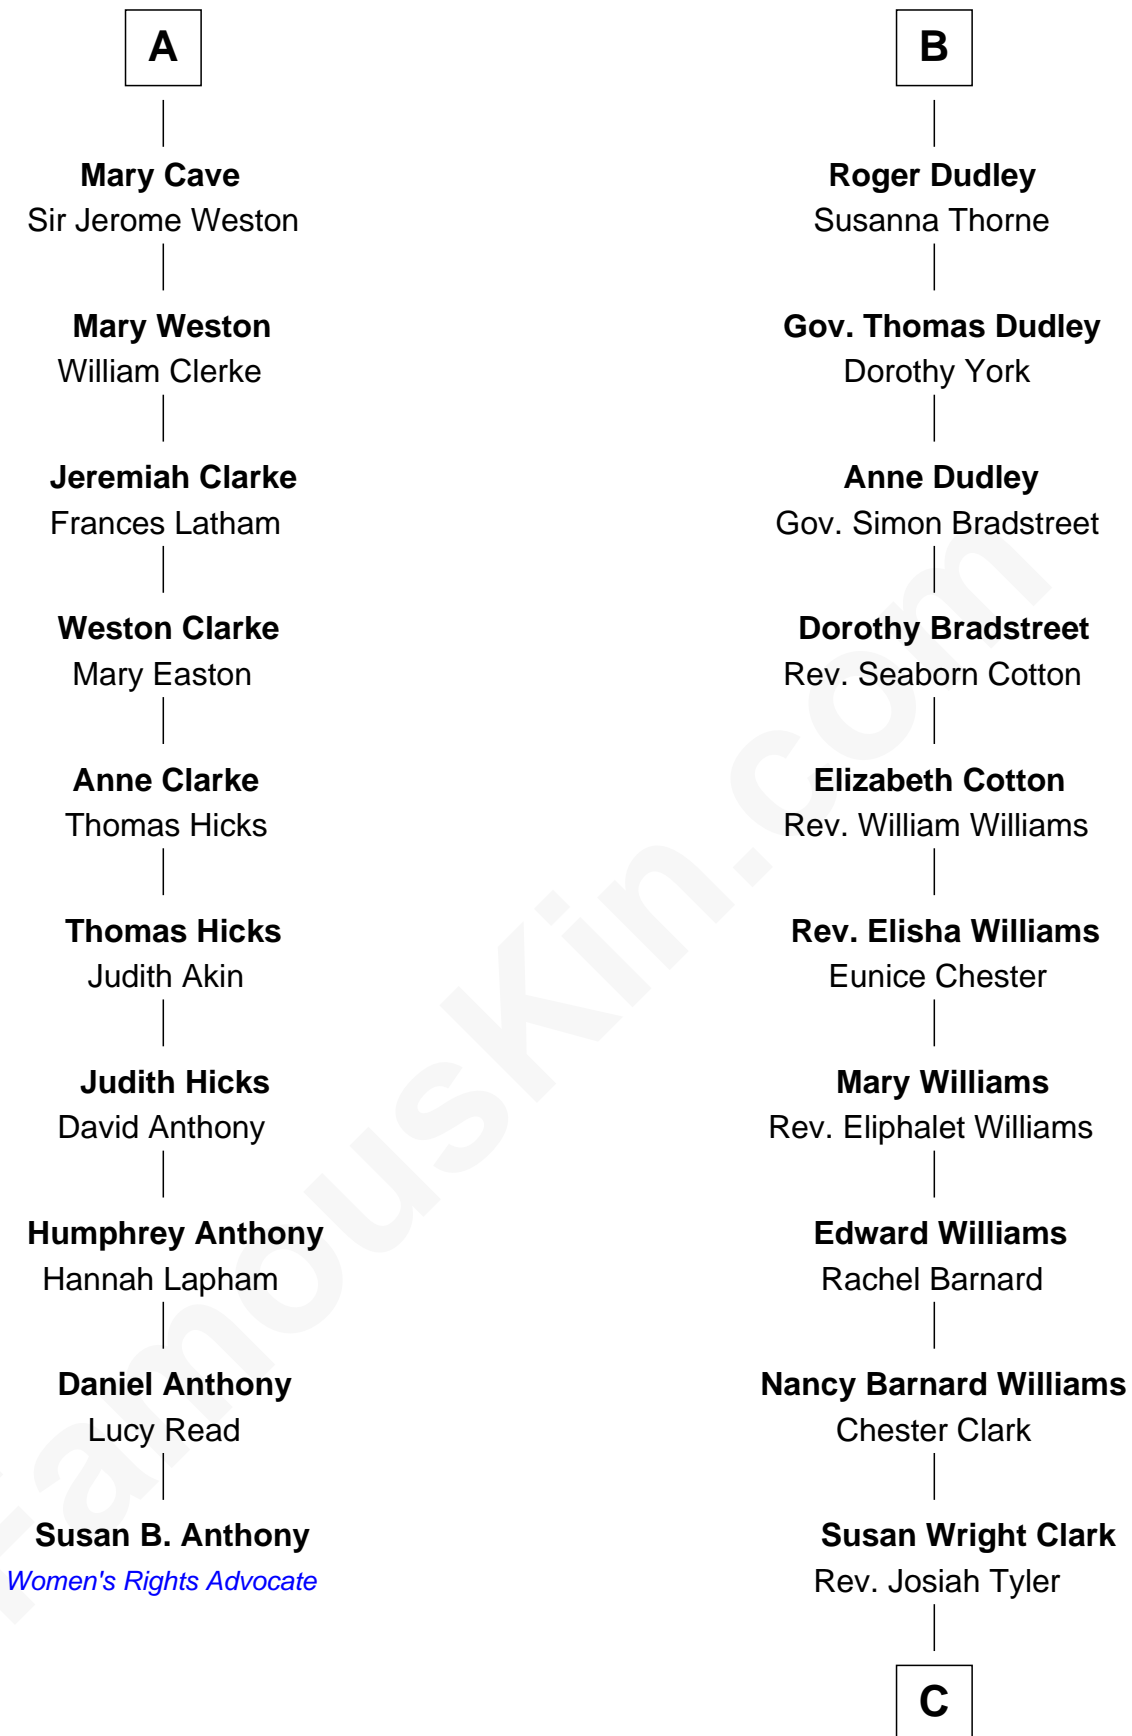 A
Mary Cave
Sir Jerome Weston
Mary Weston
William Clerke
Jeremiah Clarke
Frances Latham
Weston Clarke
Mary Easton
Anne Clarke
Thomas Hicks
Thomas Hicks
Judith Akin
Judith Hicks
David Anthony
Humphrey Anthony
Hannah Lapham
Daniel Anthony
Lucy Read
Susan B. Anthony
Women's Rights Advocate
B
Roger Dudley
Susanna Thorne
Gov. Thomas Dudley
Dorothy York
Anne Dudley
Gov. Simon Bradstreet
Dorothy Bradstreet
Rev. Seaborn Cotton
Elizabeth Cotton
Rev. William Williams
Rev. Elisha Williams
Eunice Chester
Mary Williams
Rev. Eliphalet Williams
Edward Williams
Rachel Barnard
Nancy Barnard Williams
Chester Clark
Susan Wright Clark
Rev. Josiah Tyler
C
FamousKin.com